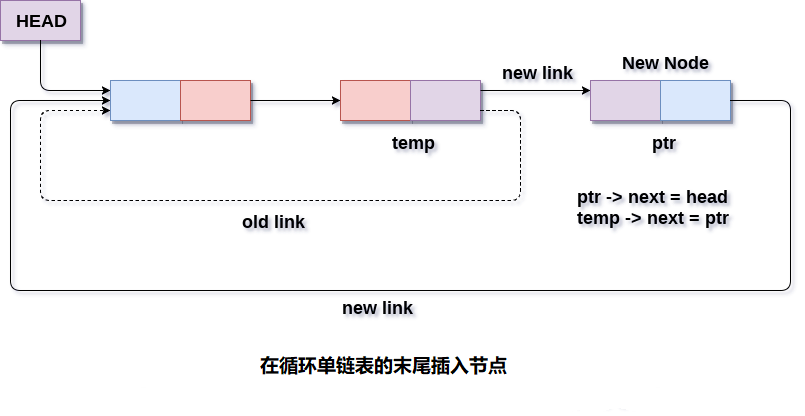 HEAD
New Node
new link
temp
ptr
ptr -> next = head
temp -> next = ptr
old link
new link
在循环单链表的末尾插入节点